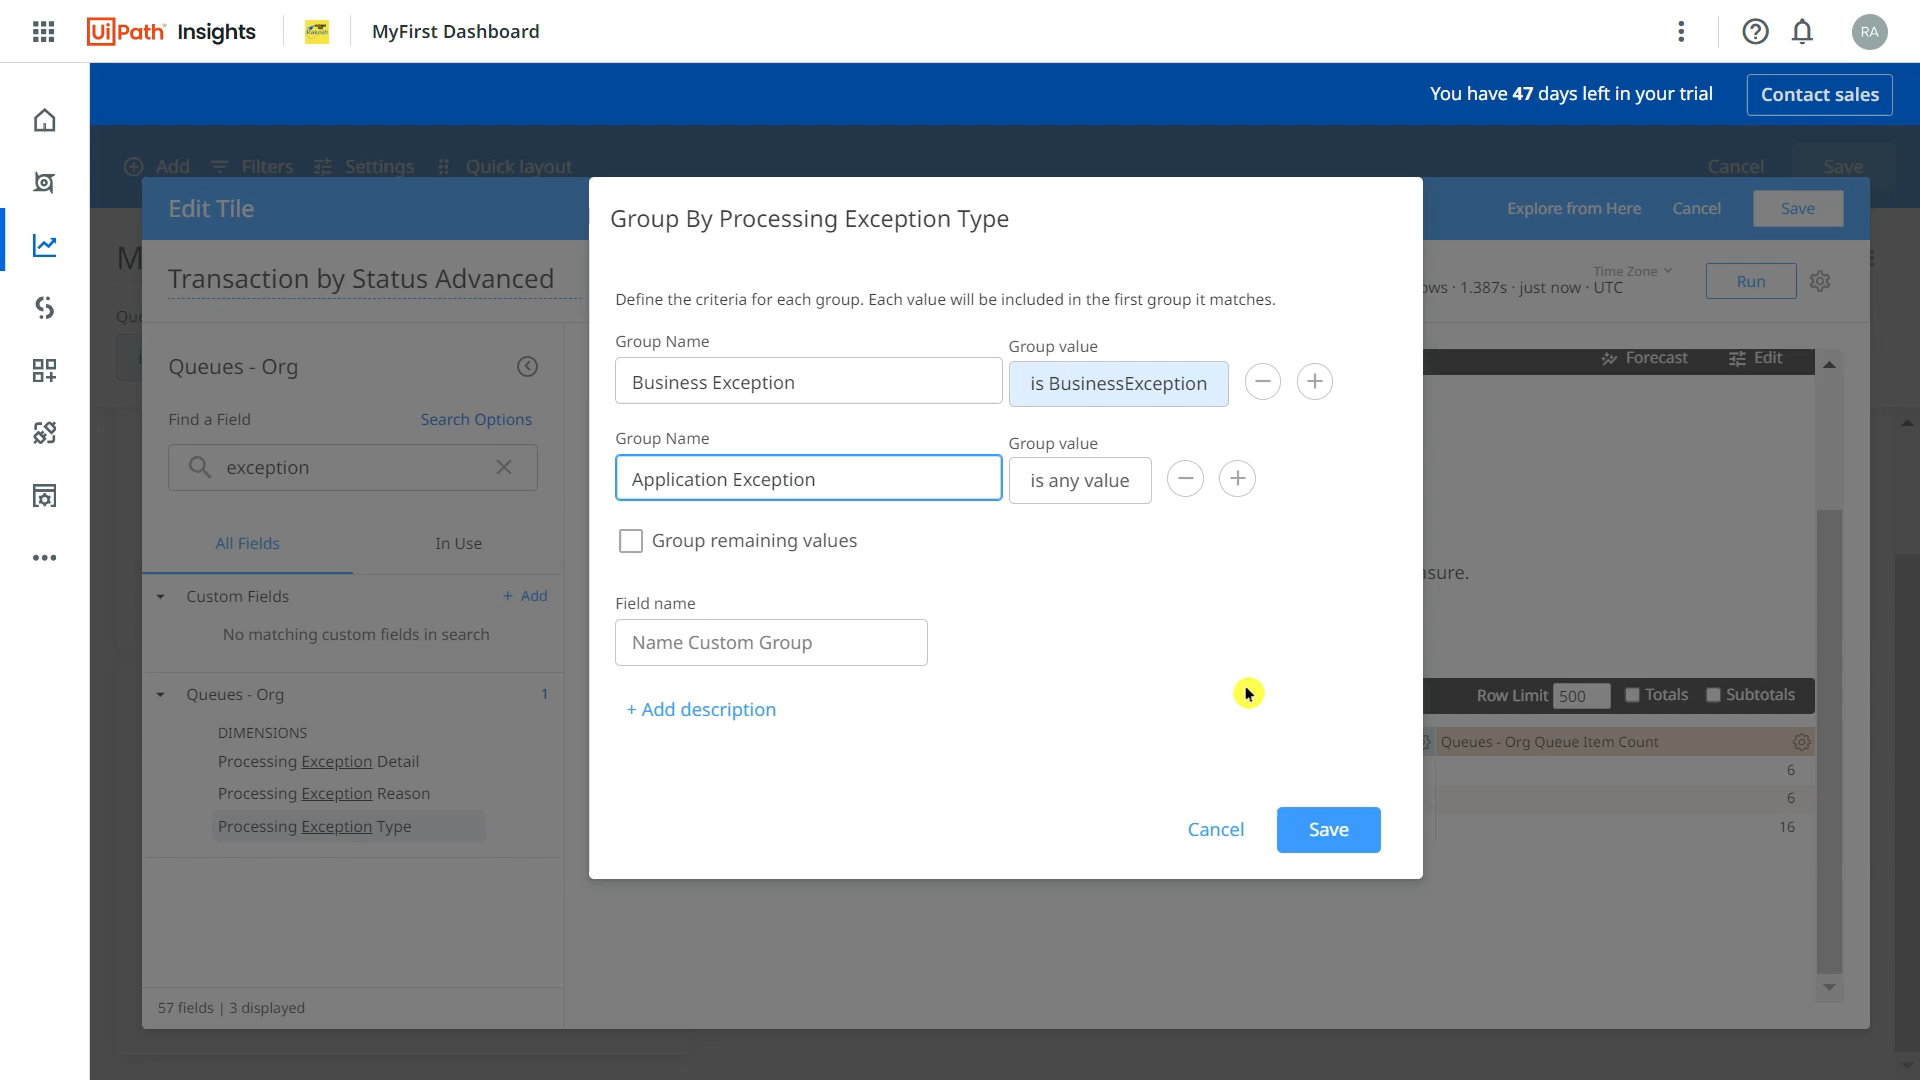 UiPath Insights
MyFirst Dashboard
RA
You have 47 days left in your trial
Contact sales
Add
Filters
Settings
Quick layout
Cancel
Save
Edit Tile
Explore from Here
Cancel
Save
Transaction by Status Advanced
1.387s · just now · UTC
Time Zone
Run
Queues - Org
Find a Field
Search Options
exception
All Fields
In Use
Custom Fields
+ Add
No matching custom fields in search
Queues - Org
1
DIMENSIONS
Processing Exception Detail
Processing Exception Reason
Processing Exception Type
57 fields | 3 displayed
Group By Processing Exception Type
Define the criteria for each group. Each value will be included in the first group it matches.
Group Name
Group value
Business Exception
is BusinessException
Group Name
Group value
Application Exception
is any value
Group remaining values
Field name
Name Custom Group
+ Add description
Cancel
Save
Forecast
Edit
Row Limit 500
Totals
Subtotals
Queues - Org Queue Item Count
6
6
16